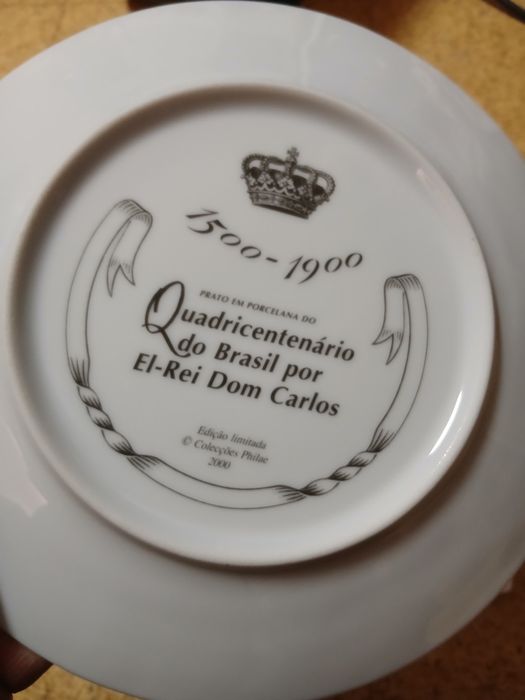 1500-1900
PRATO EM PORCELANA DO
Quadricentenário
do Brasil por
El-Rei Dom Carlos
Edição limitada
© Colecções Philae
2000